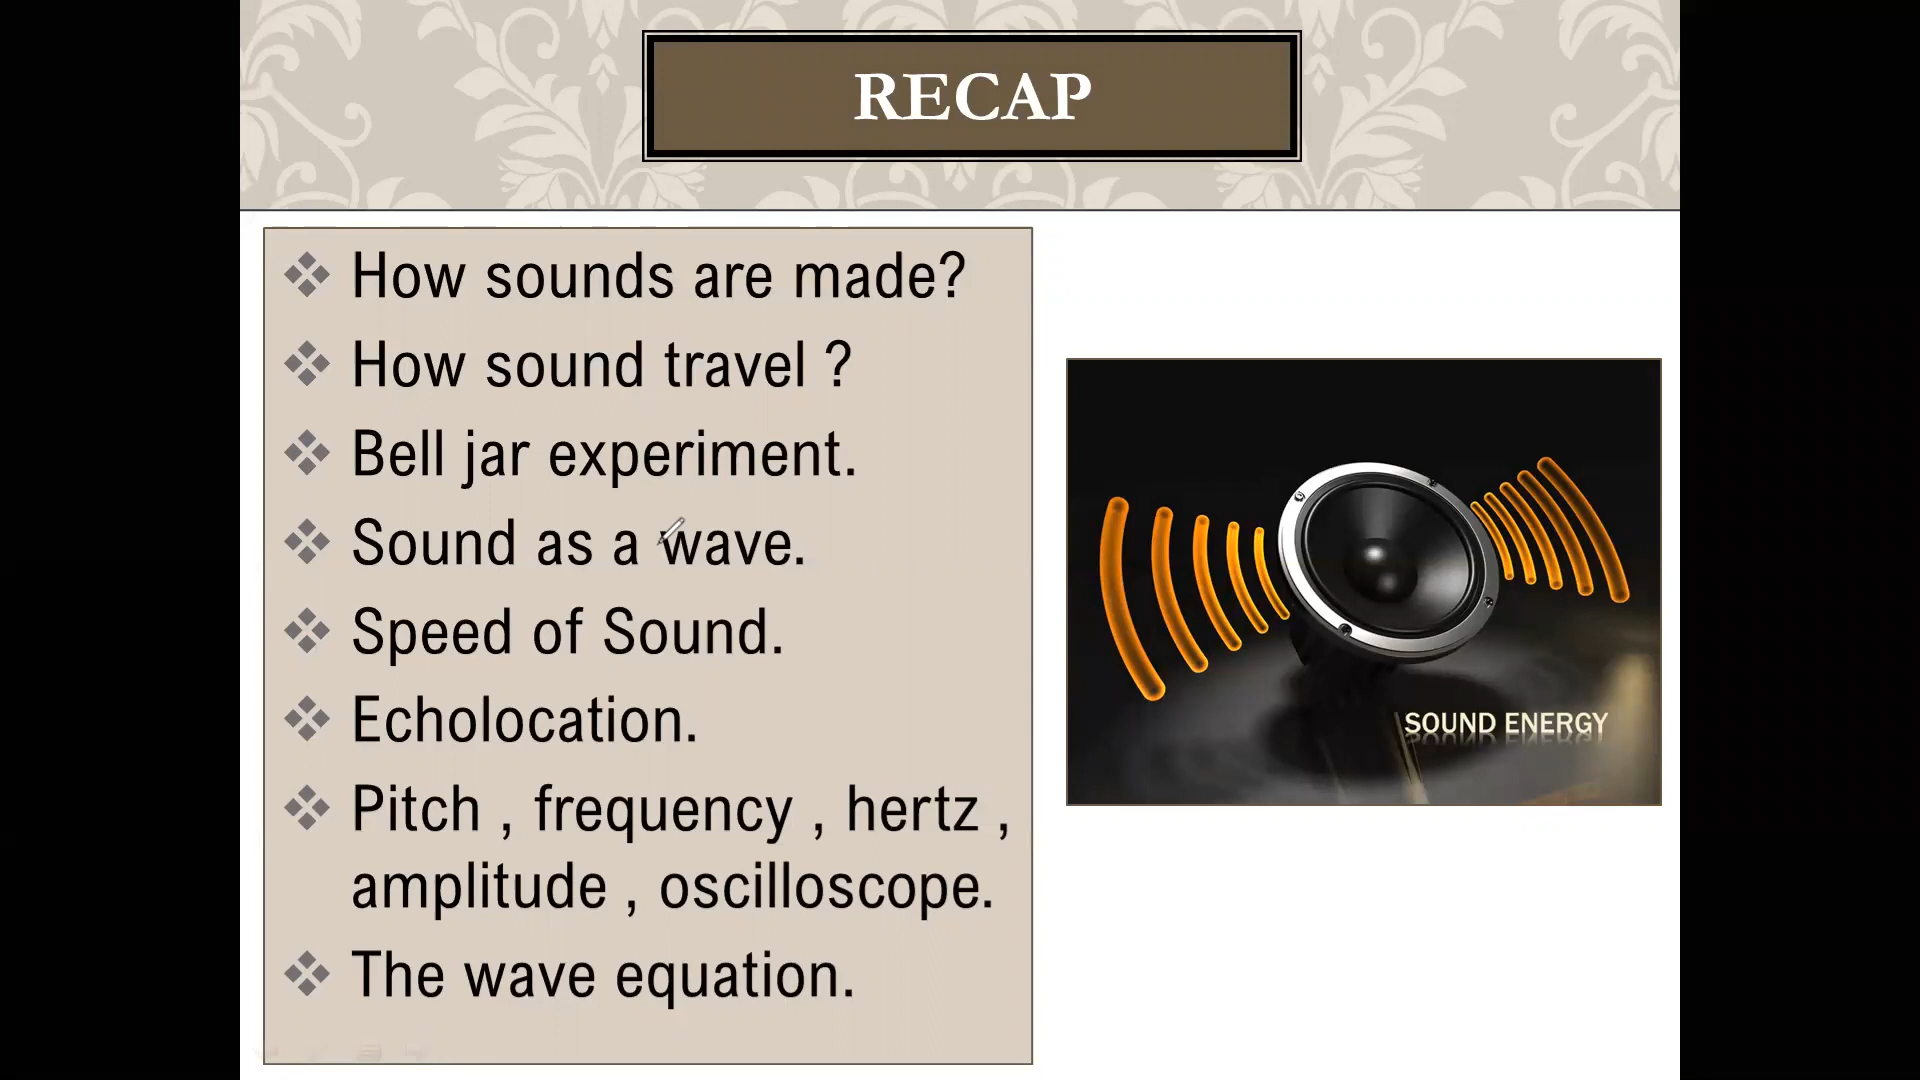 RECAP
How sounds are made?
How sound travel ?
Bell jar experiment.
Sound as a wave.
Speed of Sound.
Echolocation.
Pitch , frequency , hertz ,
amplitude , oscilloscope.
The wave equation.
SOUND ENERGY